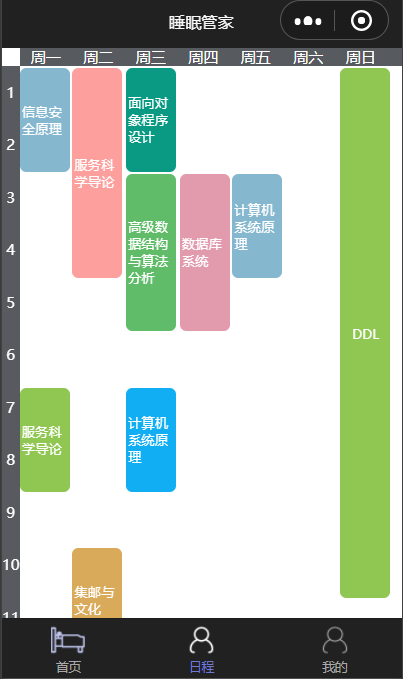 睡眠管家
周一 周二 周三 周四 周五 周六 周日
1
2
3
4
5
6
7
8
9
10
11
信息安
全原理
服务科
学导论
服务科
学导论
集邮与
文化
面向对
象程序
设计
高级数
据结构
与算法
分析
计算机
系统原
理
数据库
系统
计算机
系统原
理
DDL
首页 日程 我的